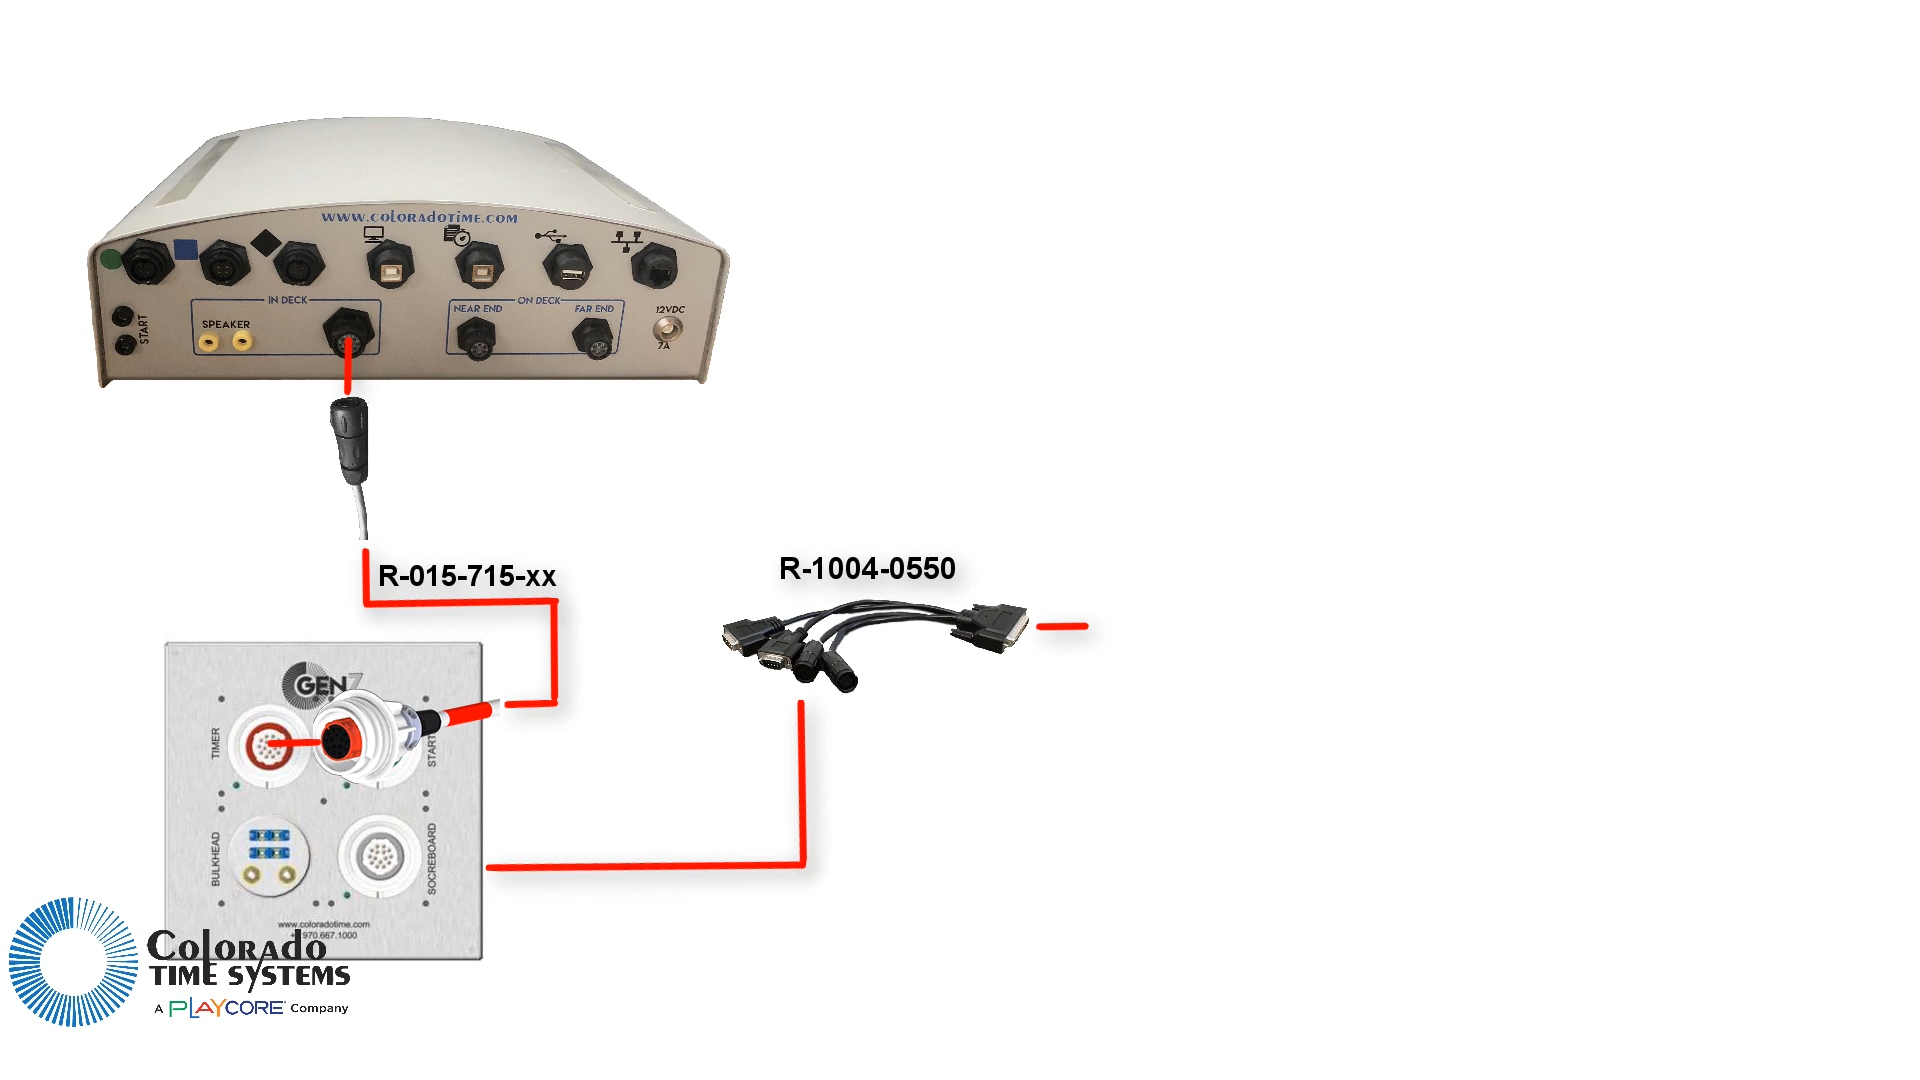 WWW.COLORADOTIME.COM
IN DECK
ON DECK
NEAR END
FAR END
12VDC
SPEAKER
START
7A
R-015-715-xx
R-1004-0550
GEN7
TIMER
START
BULKHEAD
SOCREBOARD
www.coloradotime.com
970.667.1000
Colorado
TIME SYSTEMS
A PLAYCORE Company